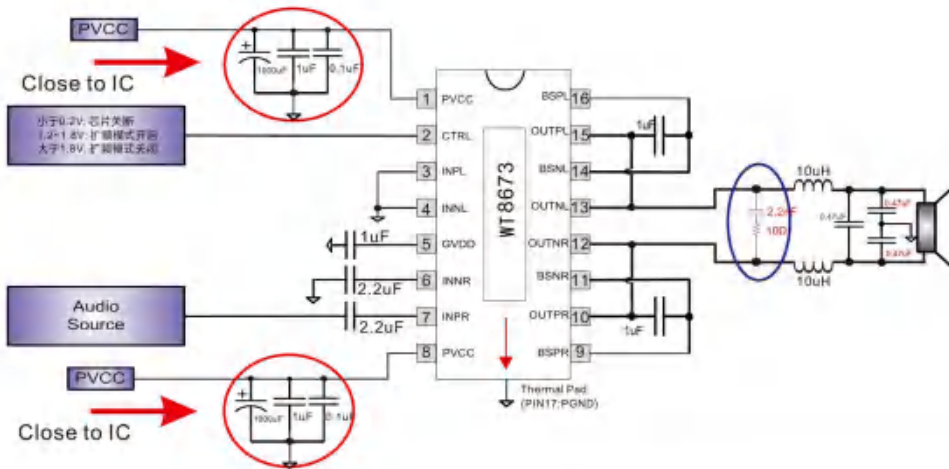 PVCC
Close to IC
1000uF
1uF
0.1uF
小于0.2V: 芯片关断
1.2~1.8V: 扩频模式开启
大于1.9V: 扩频模式关闭
1 PVCC
2 CTRL
3 INPL
4 INNL
5 GVDD
6 INNR
7 INPR
8 PVCC
WT8673
BSPL 16
OUTPL 15
BSNL 14
OUTNL 13
OUTNR 12
BSNR 11
OUTPR 10
BSPR 9
1uF
1uF
10uH
2.2nF
10Ω
0.47uF
0.47uF
0.47uF
10uH
1uF
2.2uF
Audio
Source
2.2uF
PVCC
Close to IC
1000uF
1uF
0.1uF
Thermal Pad
(PIN17:PGND)